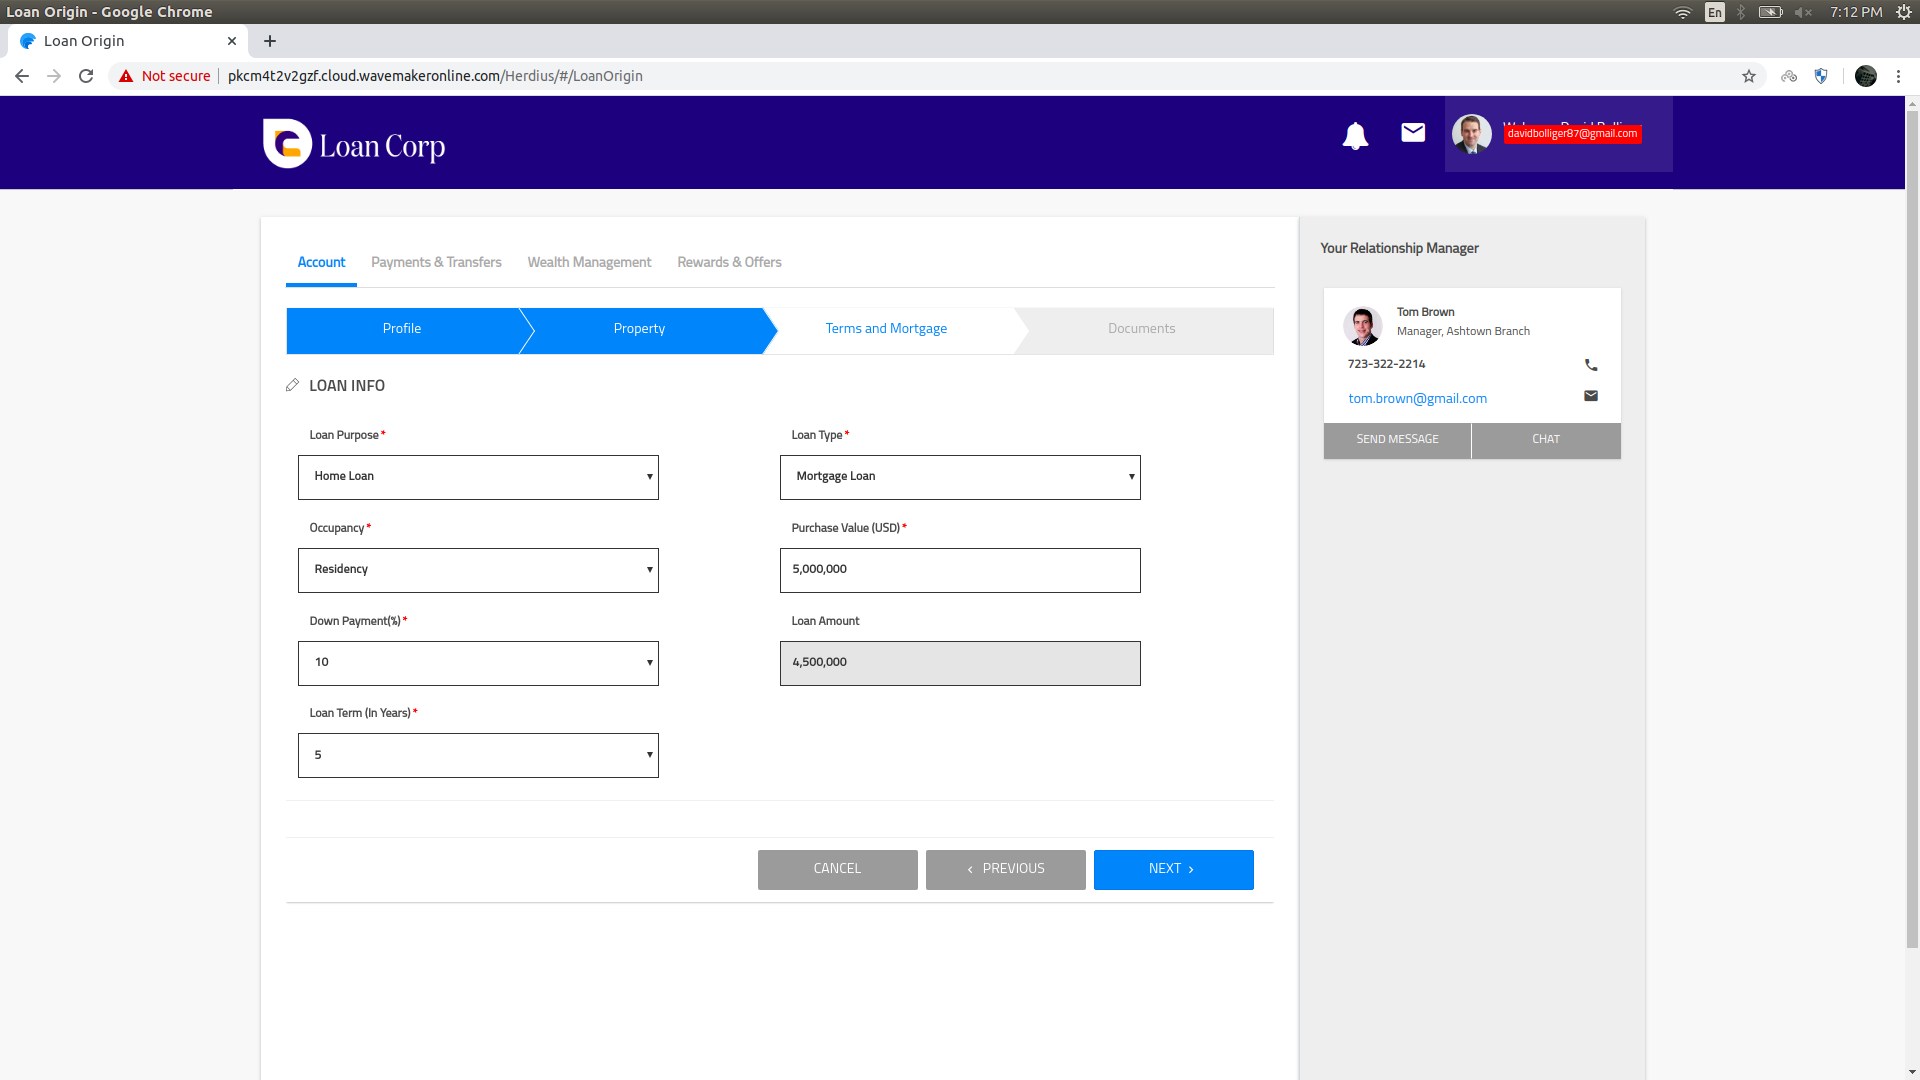 Loan Origin - Google Chrome
En
7:12 PM
Loan Origin
Not secure
pkcm4t2v2gzf.cloud.wavemakeronline.com/Herdius/#/LoanOrigin
Loan Corp
davidbolliger87@gmail.com
Account
Payments & Transfers
Wealth Management
Rewards & Offers
Profile
Property
Terms and Mortgage
Documents
LOAN INFO
Loan Purpose*
Home Loan
Loan Type*
Mortgage Loan
Occupancy*
Residency
Purchase Value (USD)*
5,000,000
Down Payment(%)*
10
Loan Amount
4,500,000
Loan Term (In Years)*
5
CANCEL
‹ PREVIOUS
NEXT ›
Your Relationship Manager
Tom Brown
Manager, Ashtown Branch
723-322-2214
tom.brown@gmail.com
SEND MESSAGE
CHAT